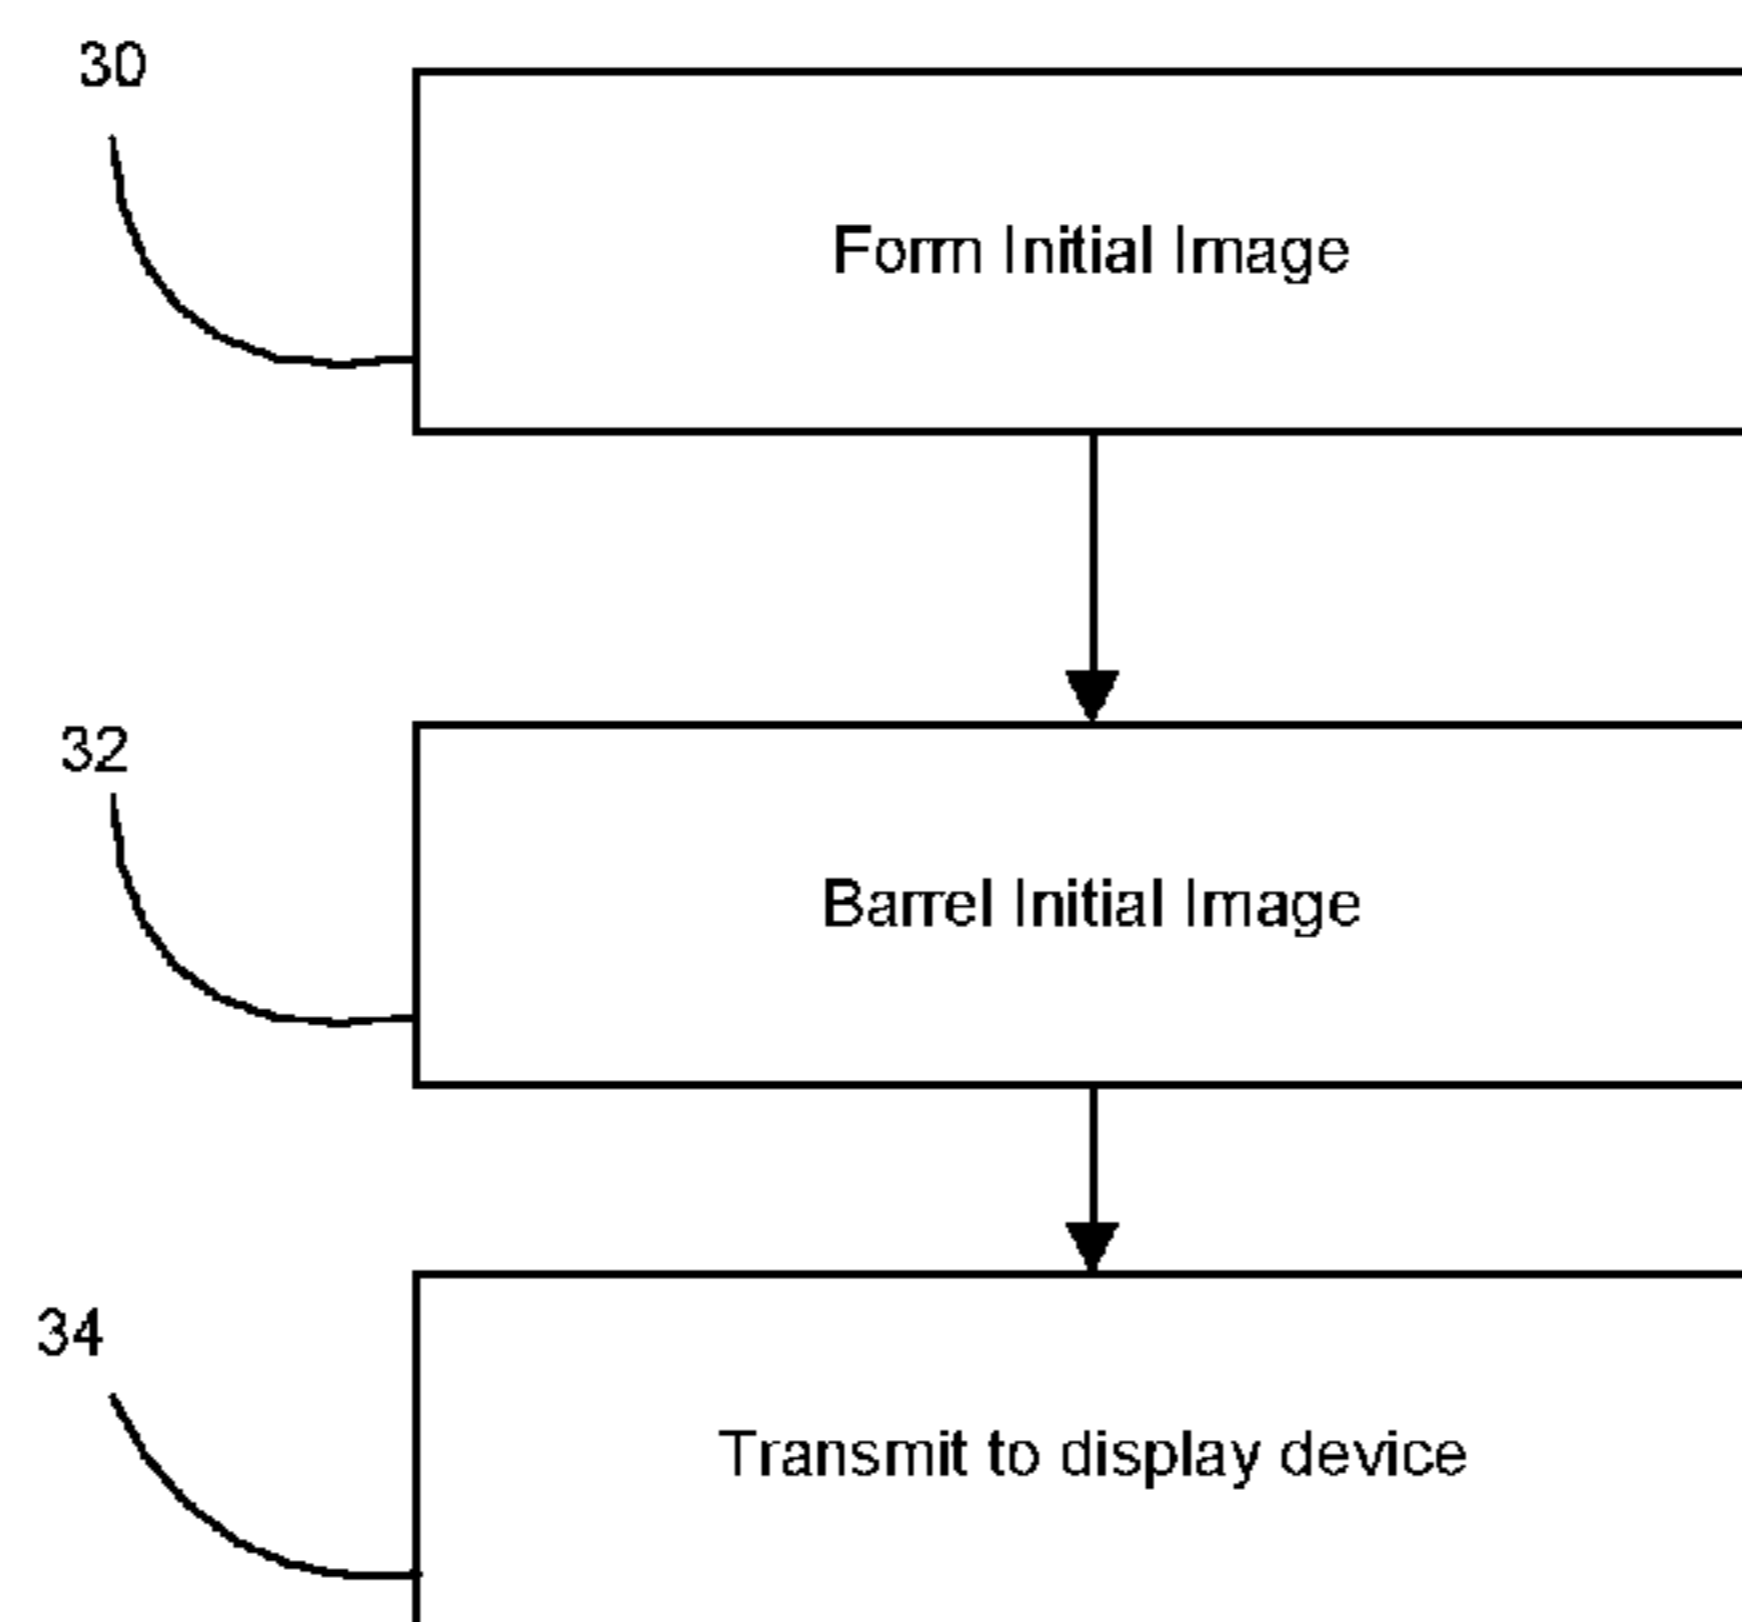 30
Form Initial Image
32
Barrel Initial Image
34
Transmit to display device